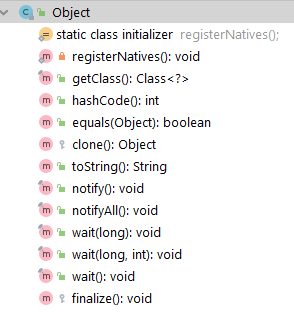 Object
static class initializer registerNatives();
registerNatives(): void
getClass(): Class<?>
hashCode(): int
equals(Object): boolean
clone(): Object
toString(): String
notify(): void
notifyAll(): void
wait(long): void
wait(long, int): void
wait(): void
finalize(): void